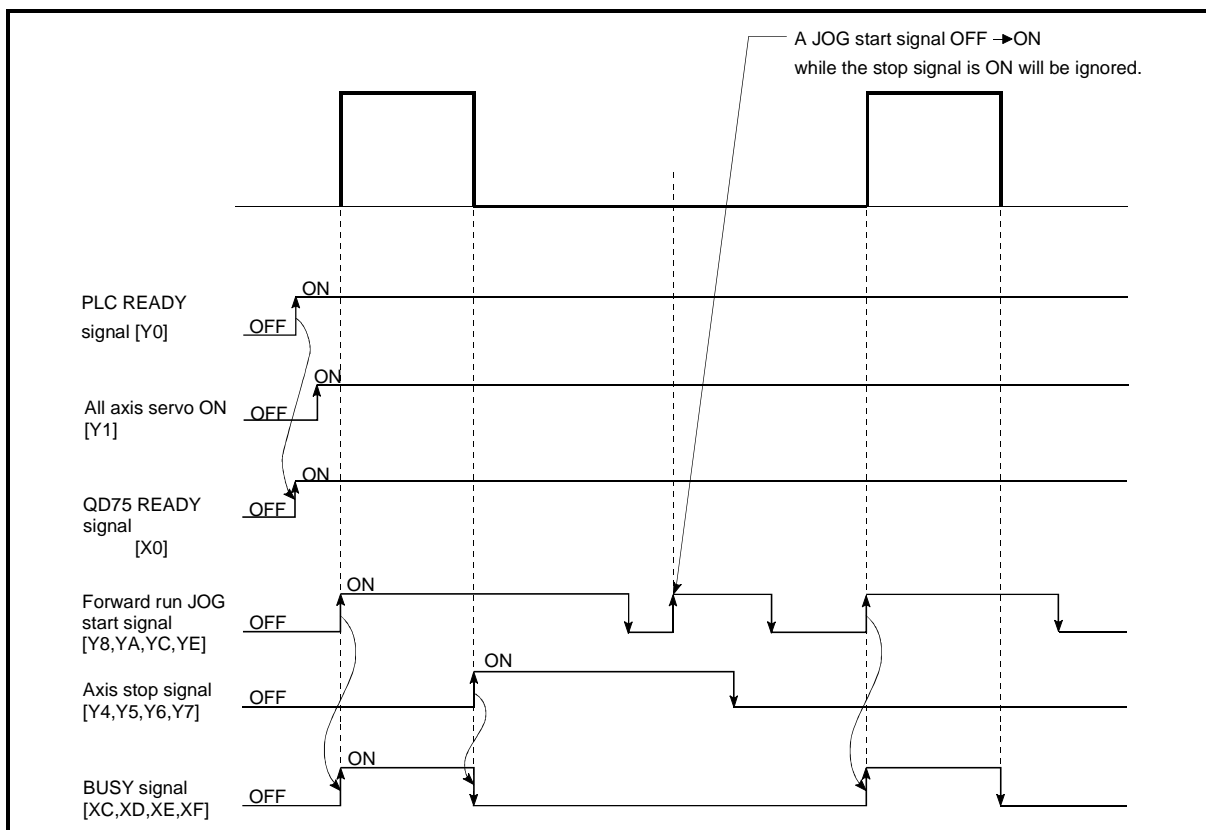 A JOG start signal OFF → ON
while the stop signal is ON will be ignored.
ON
PLC READY
signal [Y0]
OFF
ON
All axis servo ON
[Y1]
OFF
ON
QD75 READY
signal
[X0]
OFF
ON
Forward run JOG
start signal
[Y8,YA,YC,YE]
OFF
ON
Axis stop signal
[Y4,Y5,Y6,Y7]
OFF
ON
BUSY signal
[XC,XD,XE,XF]
OFF